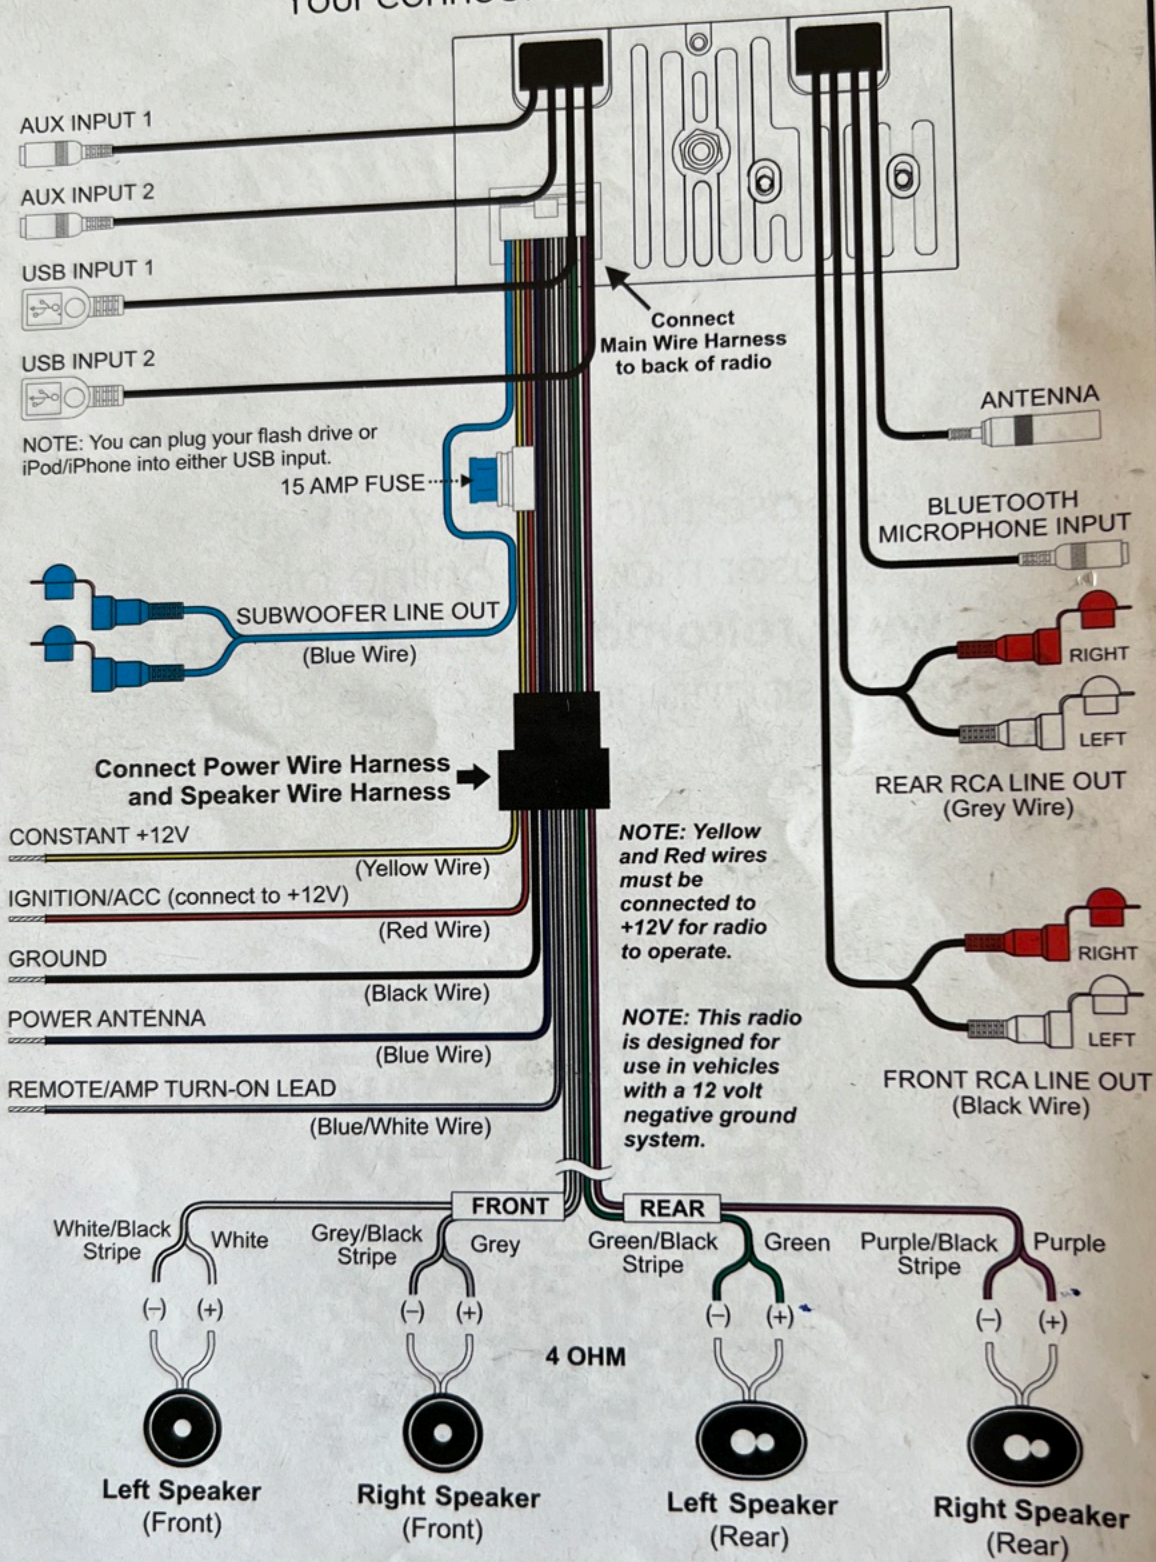 AUX INPUT 1
AUX INPUT 2
USB INPUT 1
USB INPUT 2
NOTE: You can plug your flash drive or
iPod/iPhone into either USB input.
15 AMP FUSE
Connect
Main Wire Harness
to back of radio
ANTENNA
BLUETOOTH
MICROPHONE INPUT
SUBWOOFER LINE OUT
(Blue Wire)
RIGHT
LEFT
REAR RCA LINE OUT
(Grey Wire)
Connect Power Wire Harness
and Speaker Wire Harness
CONSTANT +12V
(Yellow Wire)
IGNITION/ACC (connect to +12V)
(Red Wire)
GROUND
(Black Wire)
POWER ANTENNA
(Blue Wire)
REMOTE/AMP TURN-ON LEAD
(Blue/White Wire)
NOTE: Yellow
and Red wires
must be
connected to
+12V for radio
to operate.
NOTE: This radio
is designed for
use in vehicles
with a 12 volt
negative ground
system.
RIGHT
LEFT
FRONT RCA LINE OUT
(Black Wire)
FRONT
REAR
White/Black
Stripe
White
Grey/Black
Stripe
Grey
Green/Black
Stripe
Green
Purple/Black
Stripe
Purple
(–) (+)
(–) (+)
(–) (+)
(–) (+)
4 OHM
Left Speaker
(Front)
Right Speaker
(Front)
Left Speaker
(Rear)
Right Speaker
(Rear)